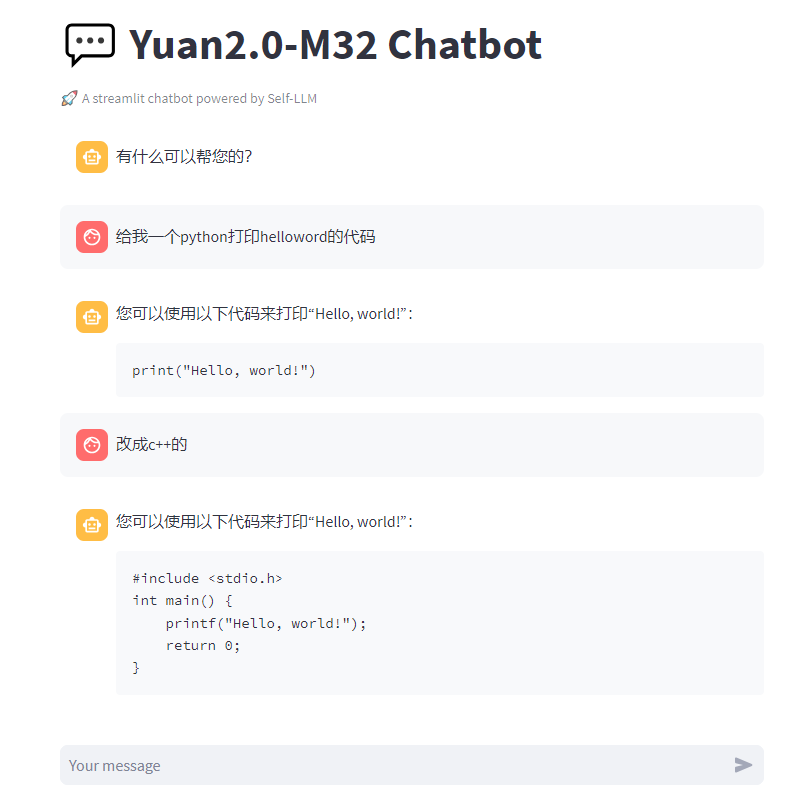 Yuan2.0-M32 Chatbot
A streamlit chatbot powered by Self-LLM
有什么可以帮您的?
给我一个python打印helloword的代码
您可以使用以下代码来打印“Hello, world!”:
print("Hello, world!")
改成c++的
您可以使用以下代码来打印“Hello, world!”:
#include <stdio.h>
int main() {
    printf("Hello, world!");
    return 0;
}
Your message